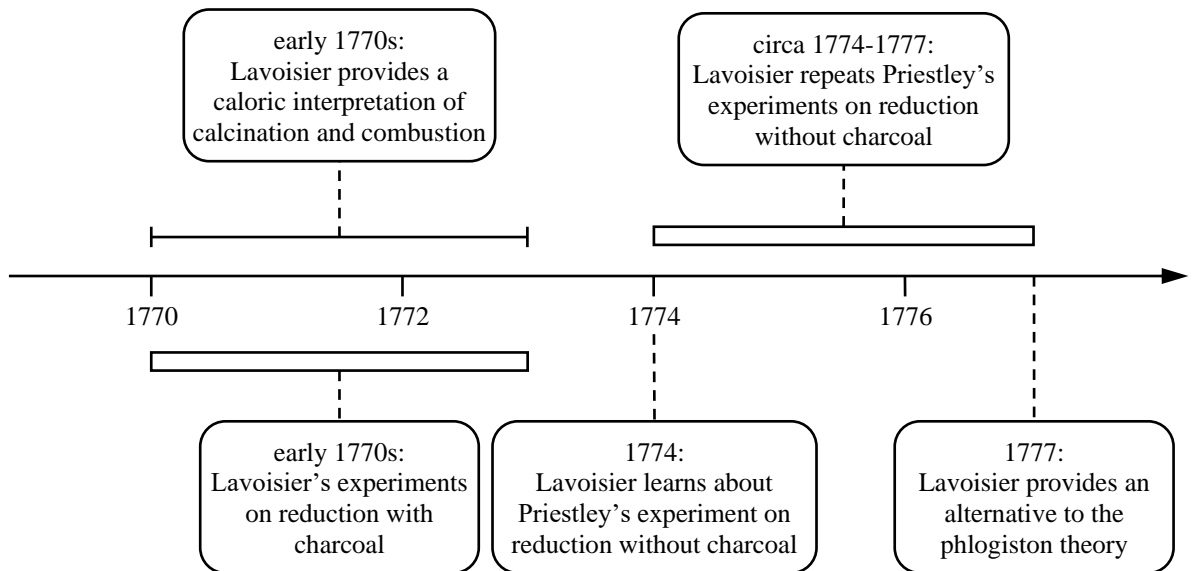 early 1770s:
Lavoisier provides a
caloric interpretation of
calcination and combustion
circa 1774-1777:
Lavoisier repeats Priestley’s
experiments on reduction
without charcoal
1770
1772
1774
1776
early 1770s:
Lavoisier’s experiments
on reduction with
charcoal
1774:
Lavoisier learns about
Priestley’s experiment on
reduction without charcoal
1777:
Lavoisier provides an
alternative to the
phlogiston theory